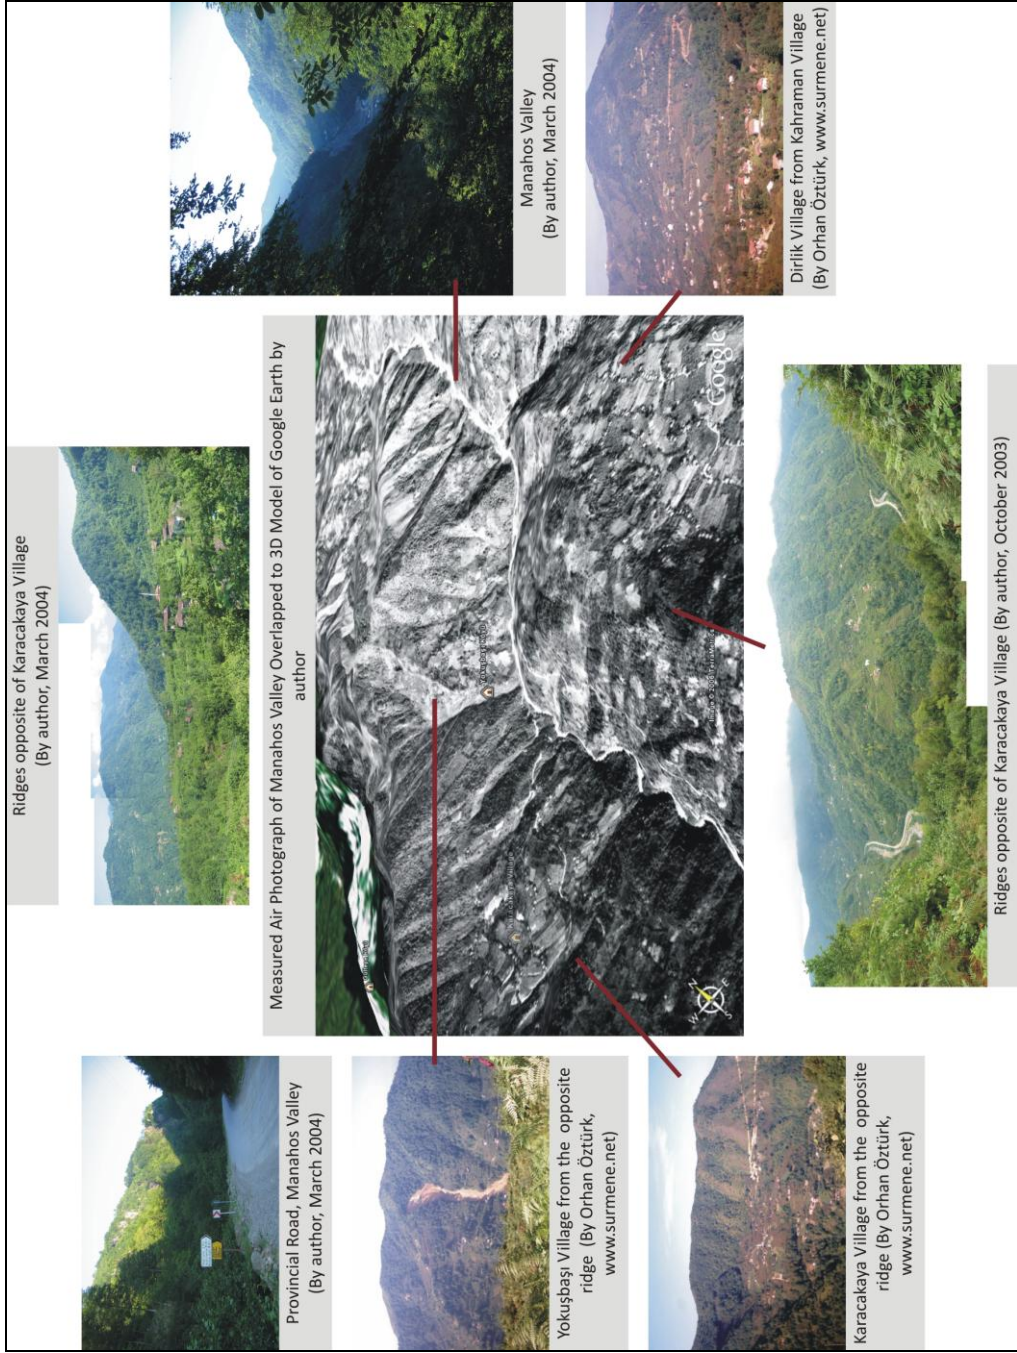 Ridges opposite of Karacakaya Village
(By author, March 2004)
Provincial Road, Manahos Valley
(By author, March 2004)
Measured Air Photograph of Manahos Valley Overlapped to 3D Model of Google Earth by
author
Manahos Valley
(By author, March 2004)
Yokuşbaşı Village from the opposite
ridge (By Orhan Öztürk,
www.surmene.net)
W N
S E
Google
Dirlik Village from Kahraman Village
(By Orhan Öztürk, www.surmene.net)
Karacakaya Village from the opposite
ridge (By Orhan Öztürk,
www.surmene.net)
Ridges opposite of Karacakaya Village (By author, October 2003)